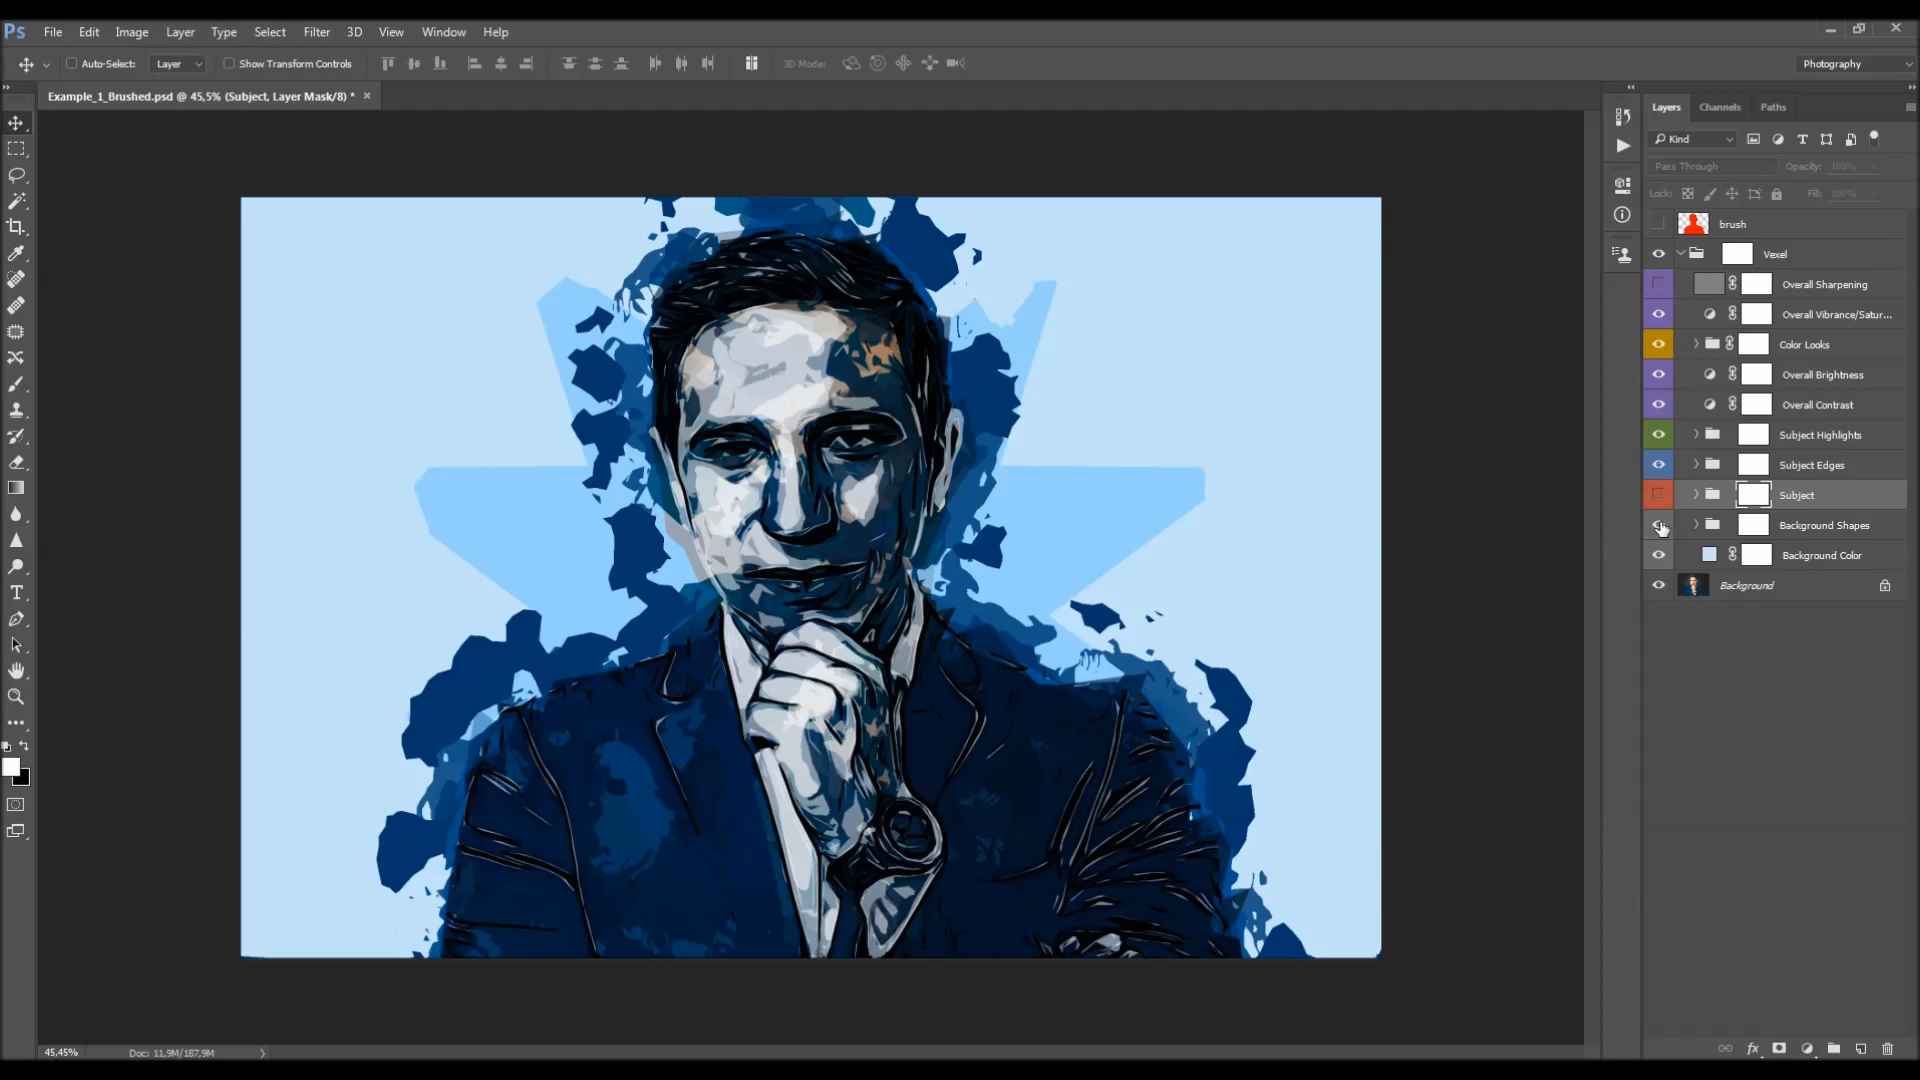 Ps File Edit Image Layer Type Select Filter 3D View Window Help
Auto-Select: Layer Show Transform Controls 3D Mode: Photography
Example_1_Brushed.psd @ 45,5% (Subject, Layer Mask/8) *
Layers Channels Paths
Kind
Pass Through Opacity: 100%
Lock: Fill: 100%
brush
Vexel
Overall Sharpening
Overall Vibrance/Satur...
Color Looks
Overall Brightness
Overall Contrast
Subject Highlights
Subject Edges
Subject
Background Shapes
Background Color
Background
45,45% Doc: 11,9M/187,9M
fx